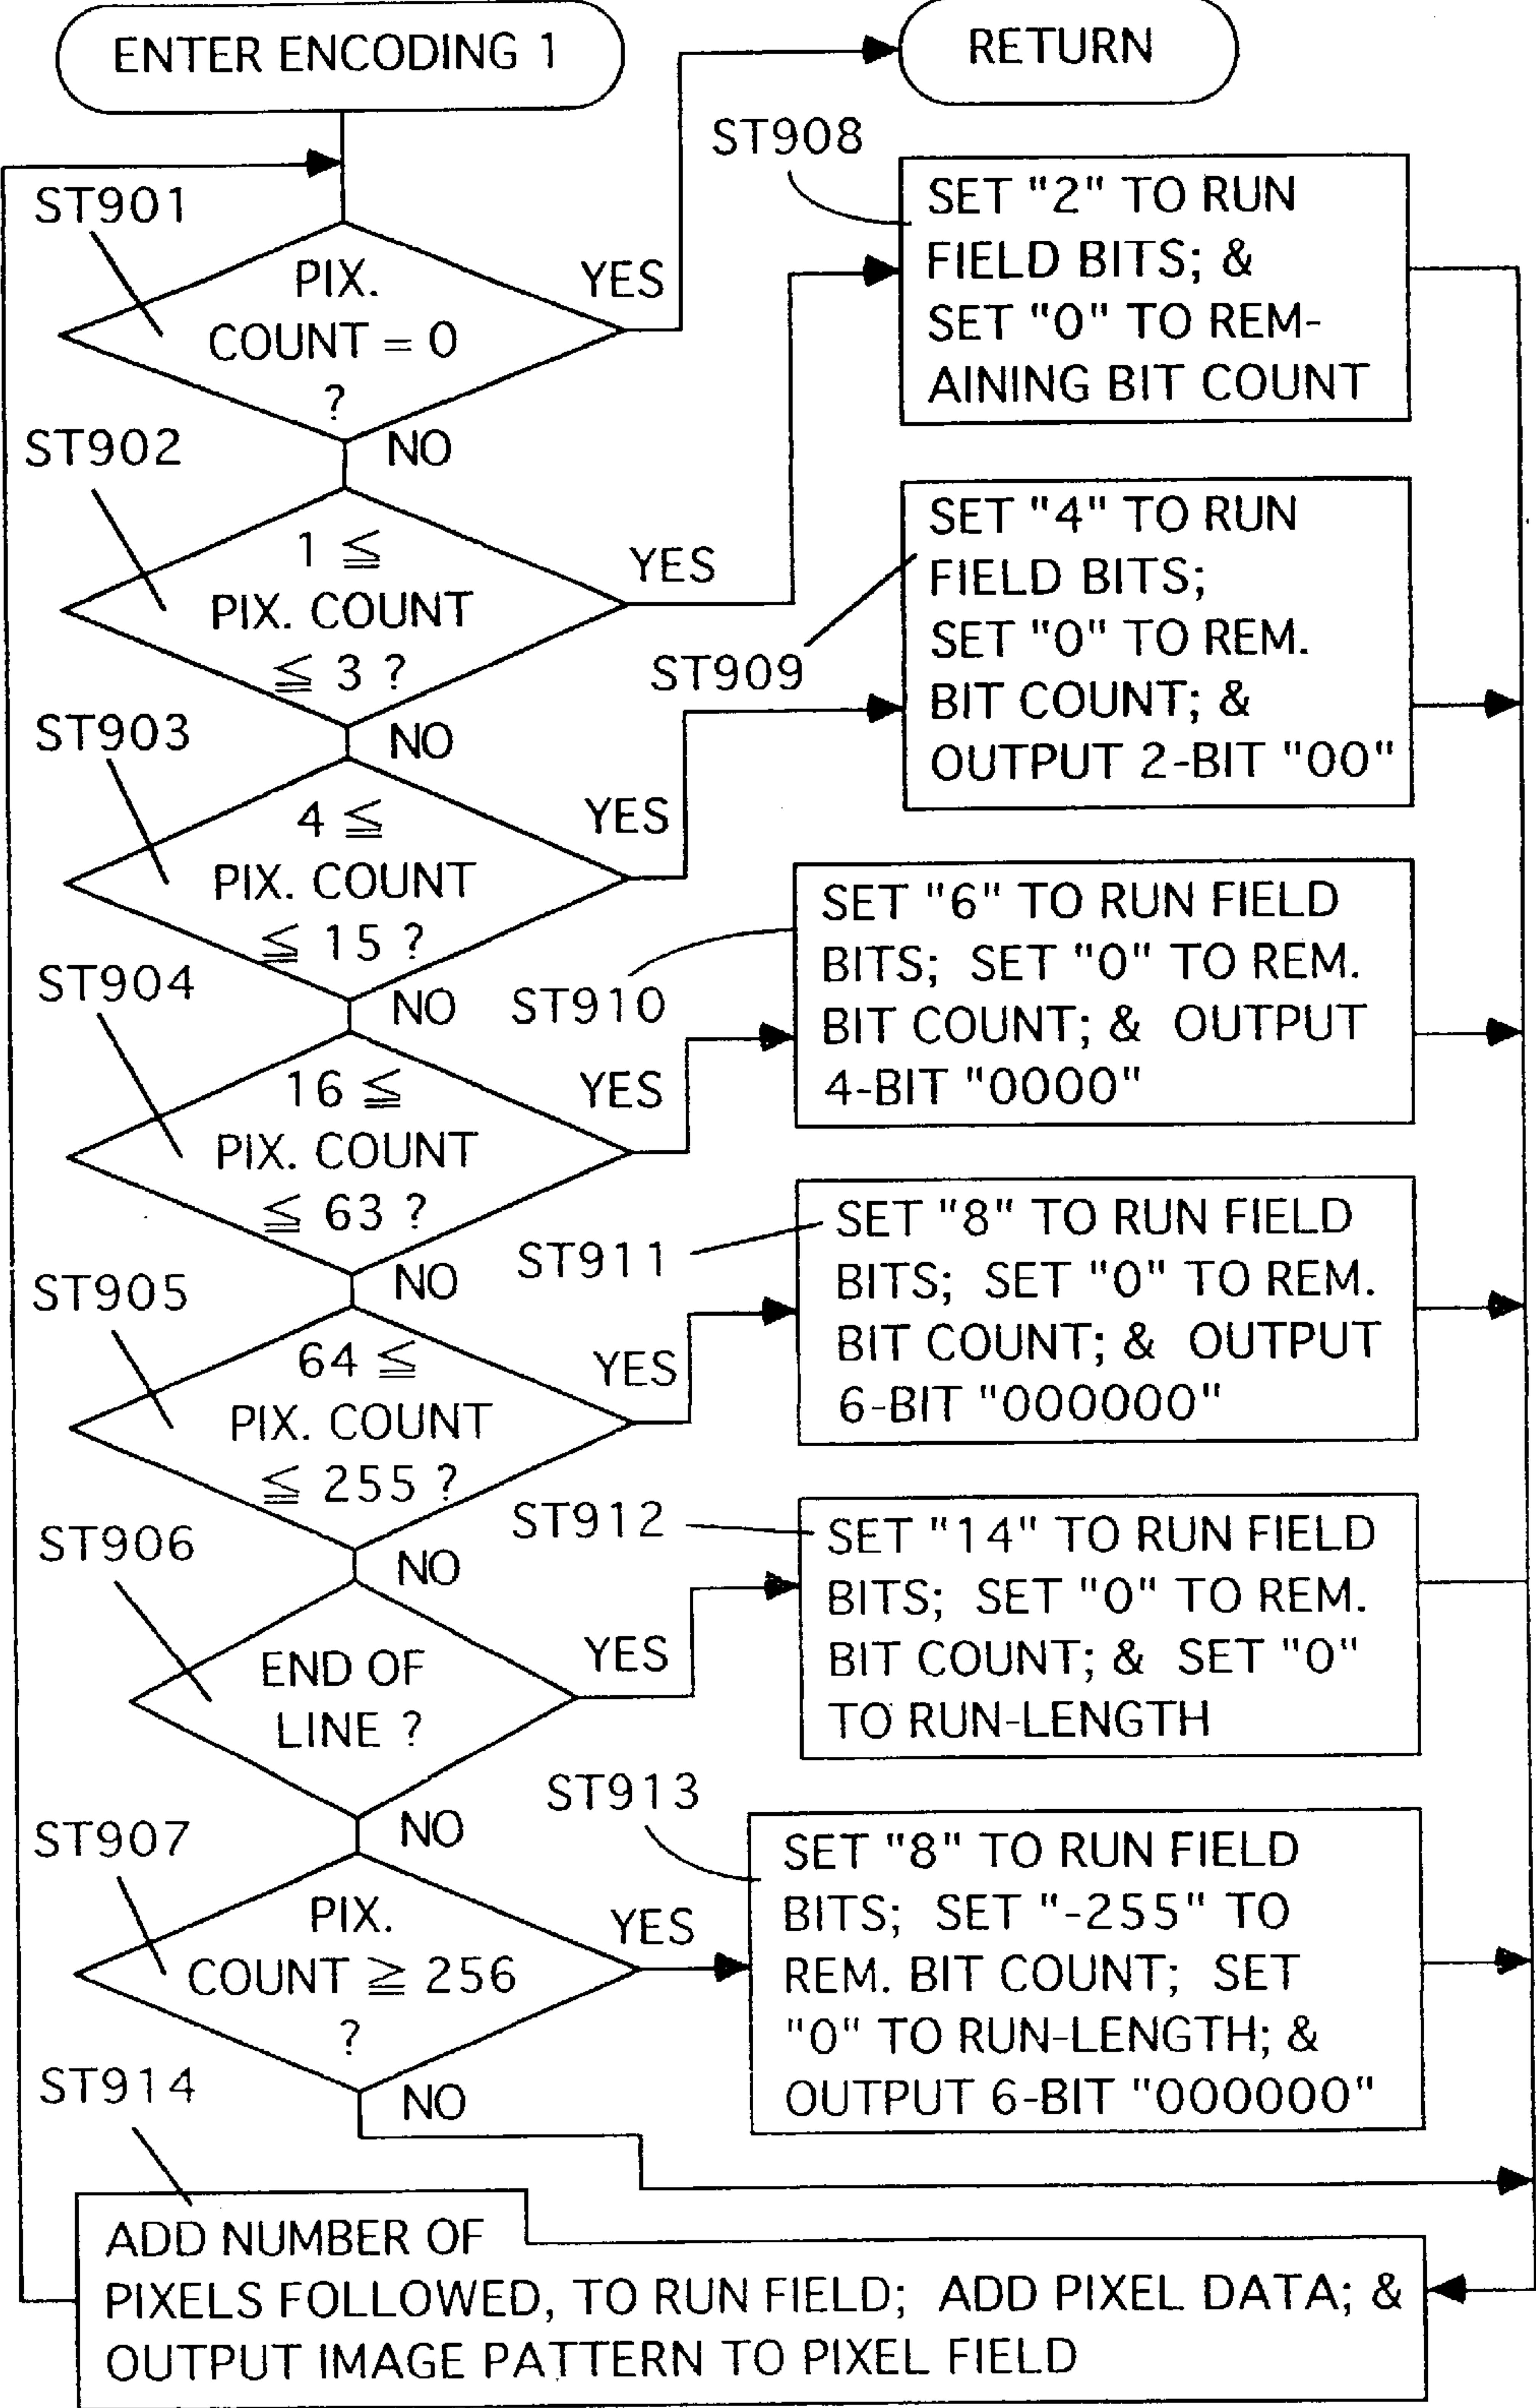 ENTER ENCODING 1
RETURN
ST901
PIX.
COUNT = 0
?
YES
NO
ST908
SET "2" TO RUN
FIELD BITS; &
SET "0" TO REM-
AINING BIT COUNT
ST902
1 ≦
PIX. COUNT
≦ 3 ?
YES
NO
ST909
SET "4" TO RUN
FIELD BITS;
SET "0" TO REM.
BIT COUNT; &
OUTPUT 2-BIT "00"
ST903
4 ≦
PIX. COUNT
≦ 15 ?
YES
NO
ST910
SET "6" TO RUN FIELD
BITS; SET "0" TO REM.
BIT COUNT; & OUTPUT
4-BIT "0000"
ST904
16 ≦
PIX. COUNT
≦ 63 ?
YES
NO
ST911
SET "8" TO RUN FIELD
BITS; SET "0" TO REM.
BIT COUNT; & OUTPUT
6-BIT "000000"
ST905
64 ≦
PIX. COUNT
≦ 255 ?
YES
NO
ST912
SET "14" TO RUN FIELD
BITS; SET "0" TO REM.
BIT COUNT; & SET "0"
TO RUN-LENGTH
ST906
END OF
LINE ?
YES
NO
ST913
SET "8" TO RUN FIELD
BITS; SET "-255" TO
REM. BIT COUNT; SET
"0" TO RUN-LENGTH; &
OUTPUT 6-BIT "000000"
ST907
PIX.
COUNT ≧ 256
?
YES
NO
ST914
ADD NUMBER OF
PIXELS FOLLOWED, TO RUN FIELD; ADD PIXEL DATA; &
OUTPUT IMAGE PATTERN TO PIXEL FIELD